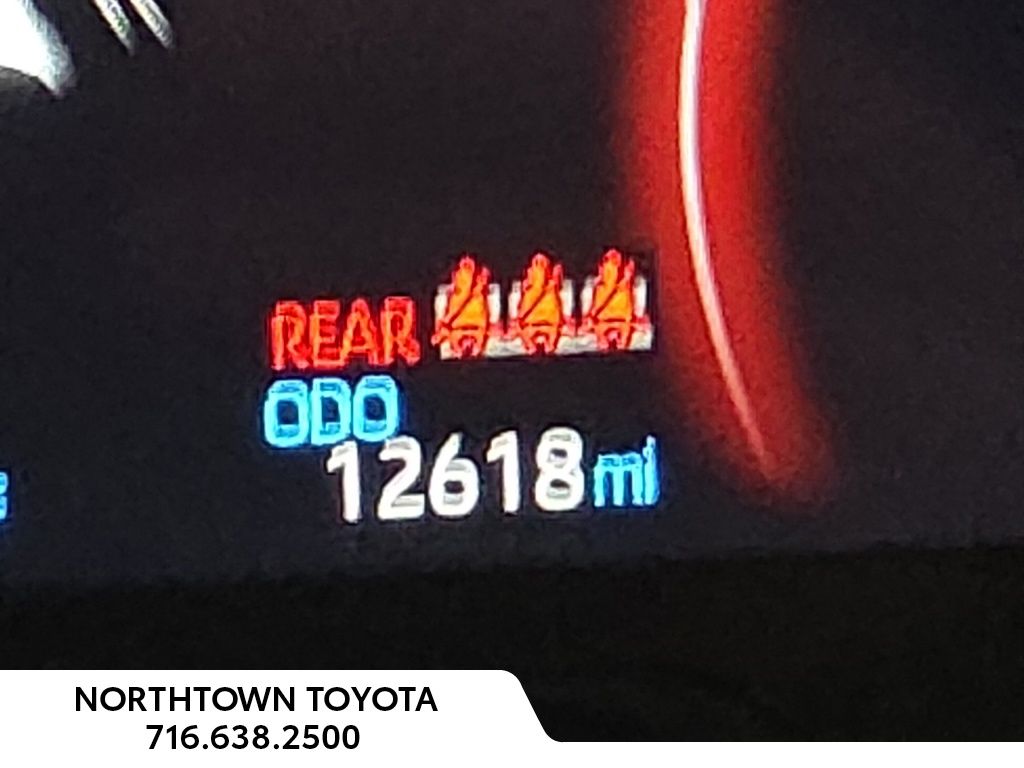 REAR
ODO
12618 mi
NORTHTOWN TOYOTA
716.638.2500